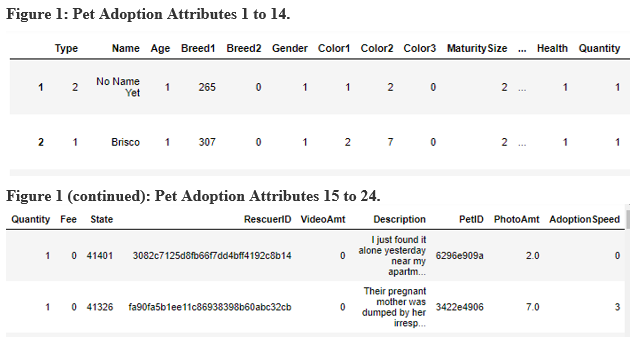 Figure 1: Pet Adoption Attributes 1 to 14.
Type Name Age Breed1 Breed2 Gender Color1 Color2 Color3 MaturitySize ... Health Quantity
1 2 No Name Yet 1 265 0 1 1 2 0 2 ... 1 1
2 1 Brisco 1 307 0 1 2 7 0 2 ... 1 1
Figure 1 (continued): Pet Adoption Attributes 15 to 24.
Quantity Fee State RescuerID VideoAmt Description PetID PhotoAmt AdoptionSpeed
1 0 41401 3082c7125d8fb66f7dd4bff4192c8b14 0 I just found it alone yesterday near my apartm... 6296e909a 2.0 0
1 0 41326 fa90fa5b1ee11c86938398b60abc32cb 0 Their pregnant mother was dumped by her irresp... 3422e4906 7.0 3